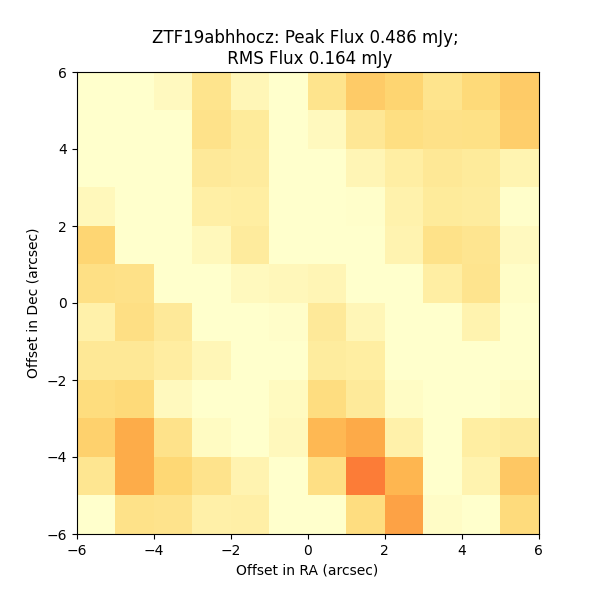 ZTF19abhhocz: Peak Flux 0.486 mJy;
RMS Flux 0.164 mJy
6
4
2
0
−2
−4
−6
Offset in Dec (arcsec)
−6 −4 −2 0 2 4 6
Offset in RA (arcsec)